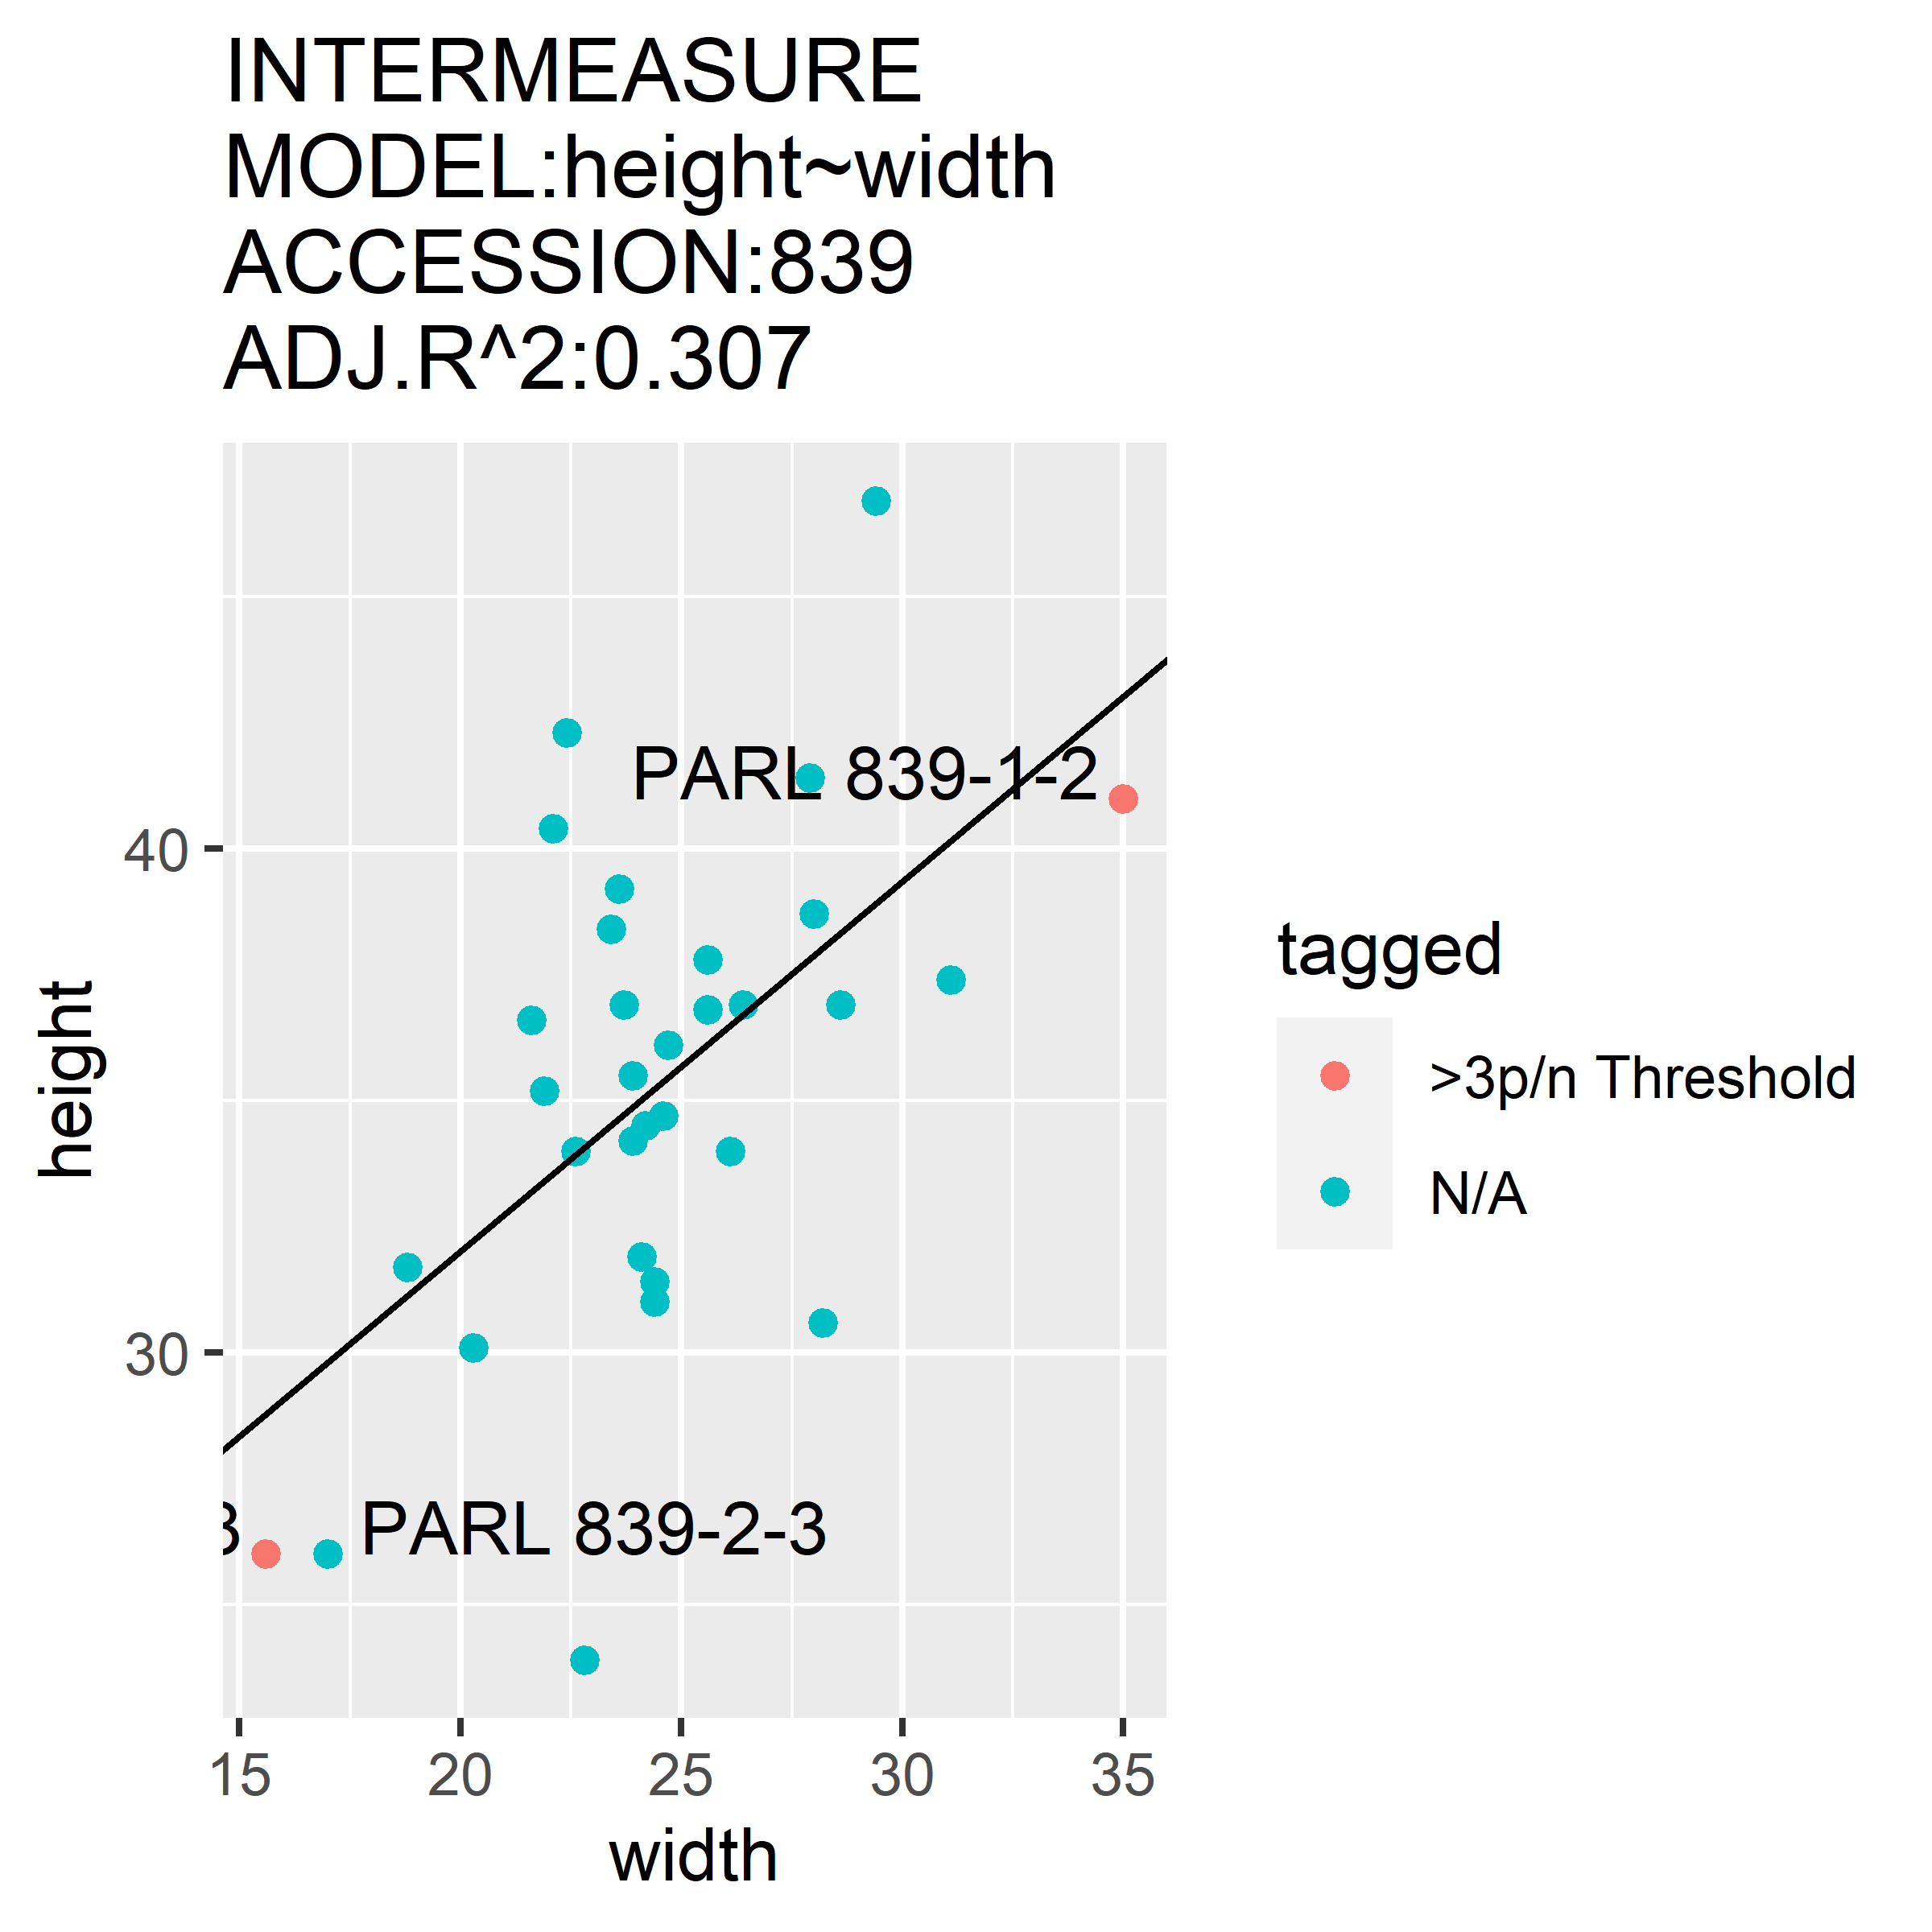 INTERMEASURE
MODEL:height~width
ACCESSION:839
ADJ.R^2:0.307
PARL 839-1-2
40
height
30
3 PARL 839-2-3
15 20 25 30 35
width
tagged
>3p/n Threshold
N/A